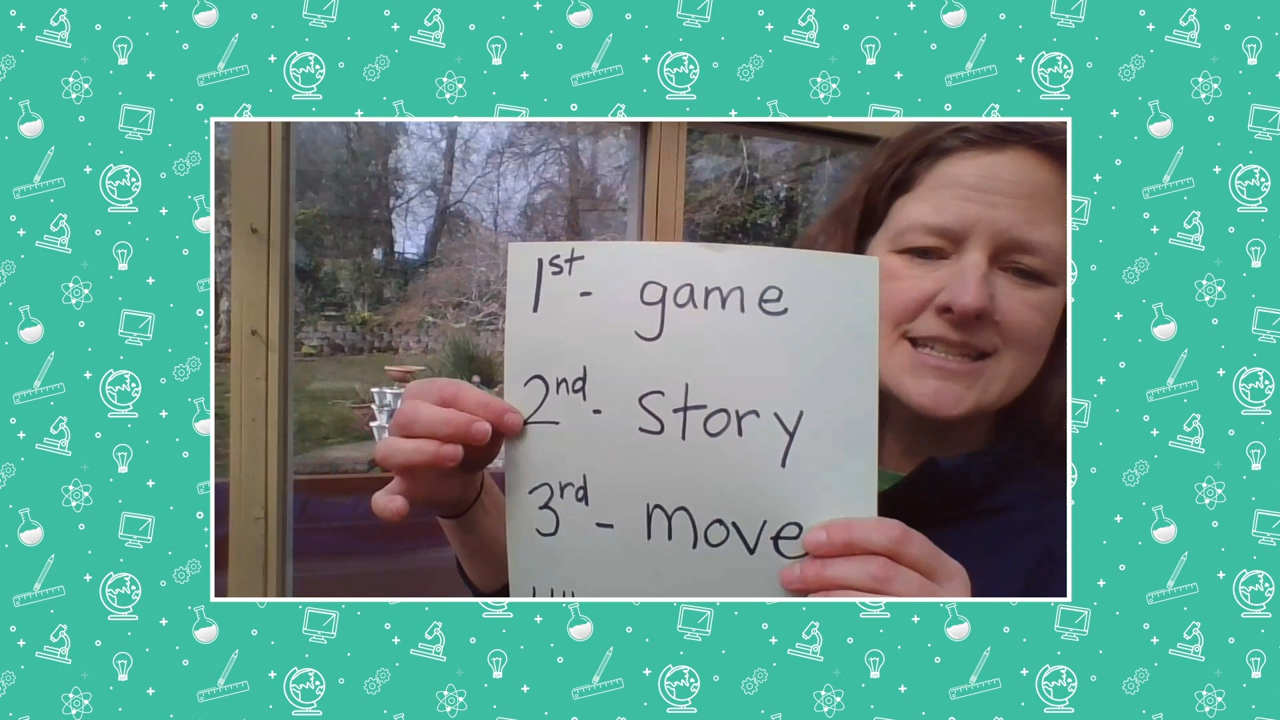 1st - game
2nd - Story
3rd - move